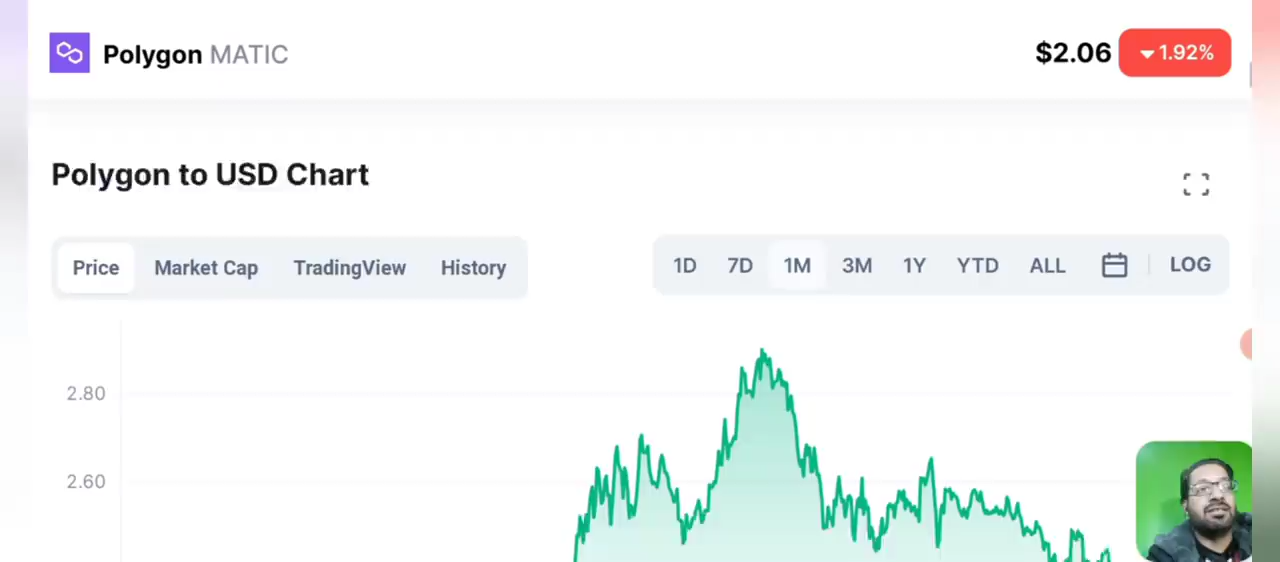 Polygon MATIC
$2.06 1.92%
Polygon to USD Chart
Price Market Cap TradingView History
1D 7D 1M 3M 1Y YTD ALL LOG
2.80
2.60